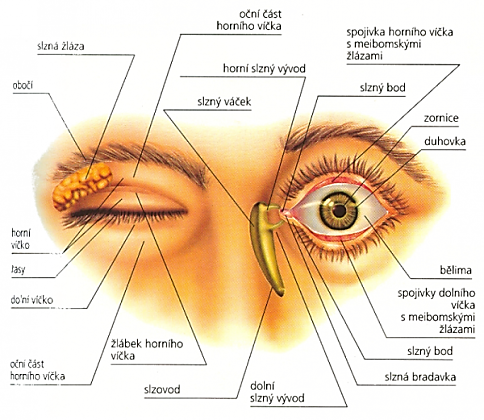 oční část
horního víčka
slzná žláza
obočí
horní slzný vývod
slzný váček
spojivka horního víčka
s meibomskými
žlázami
slzný bod
zornice
duhovka
horní
víčko
řasy
dolní víčko
oční část
horního víčka
žlábek horního
víčka
slzovod
dolní
slzný vývod
bělima
spojivky dolního
víčka
s meibomskými
žlázami
slzný bod
slzná bradavka